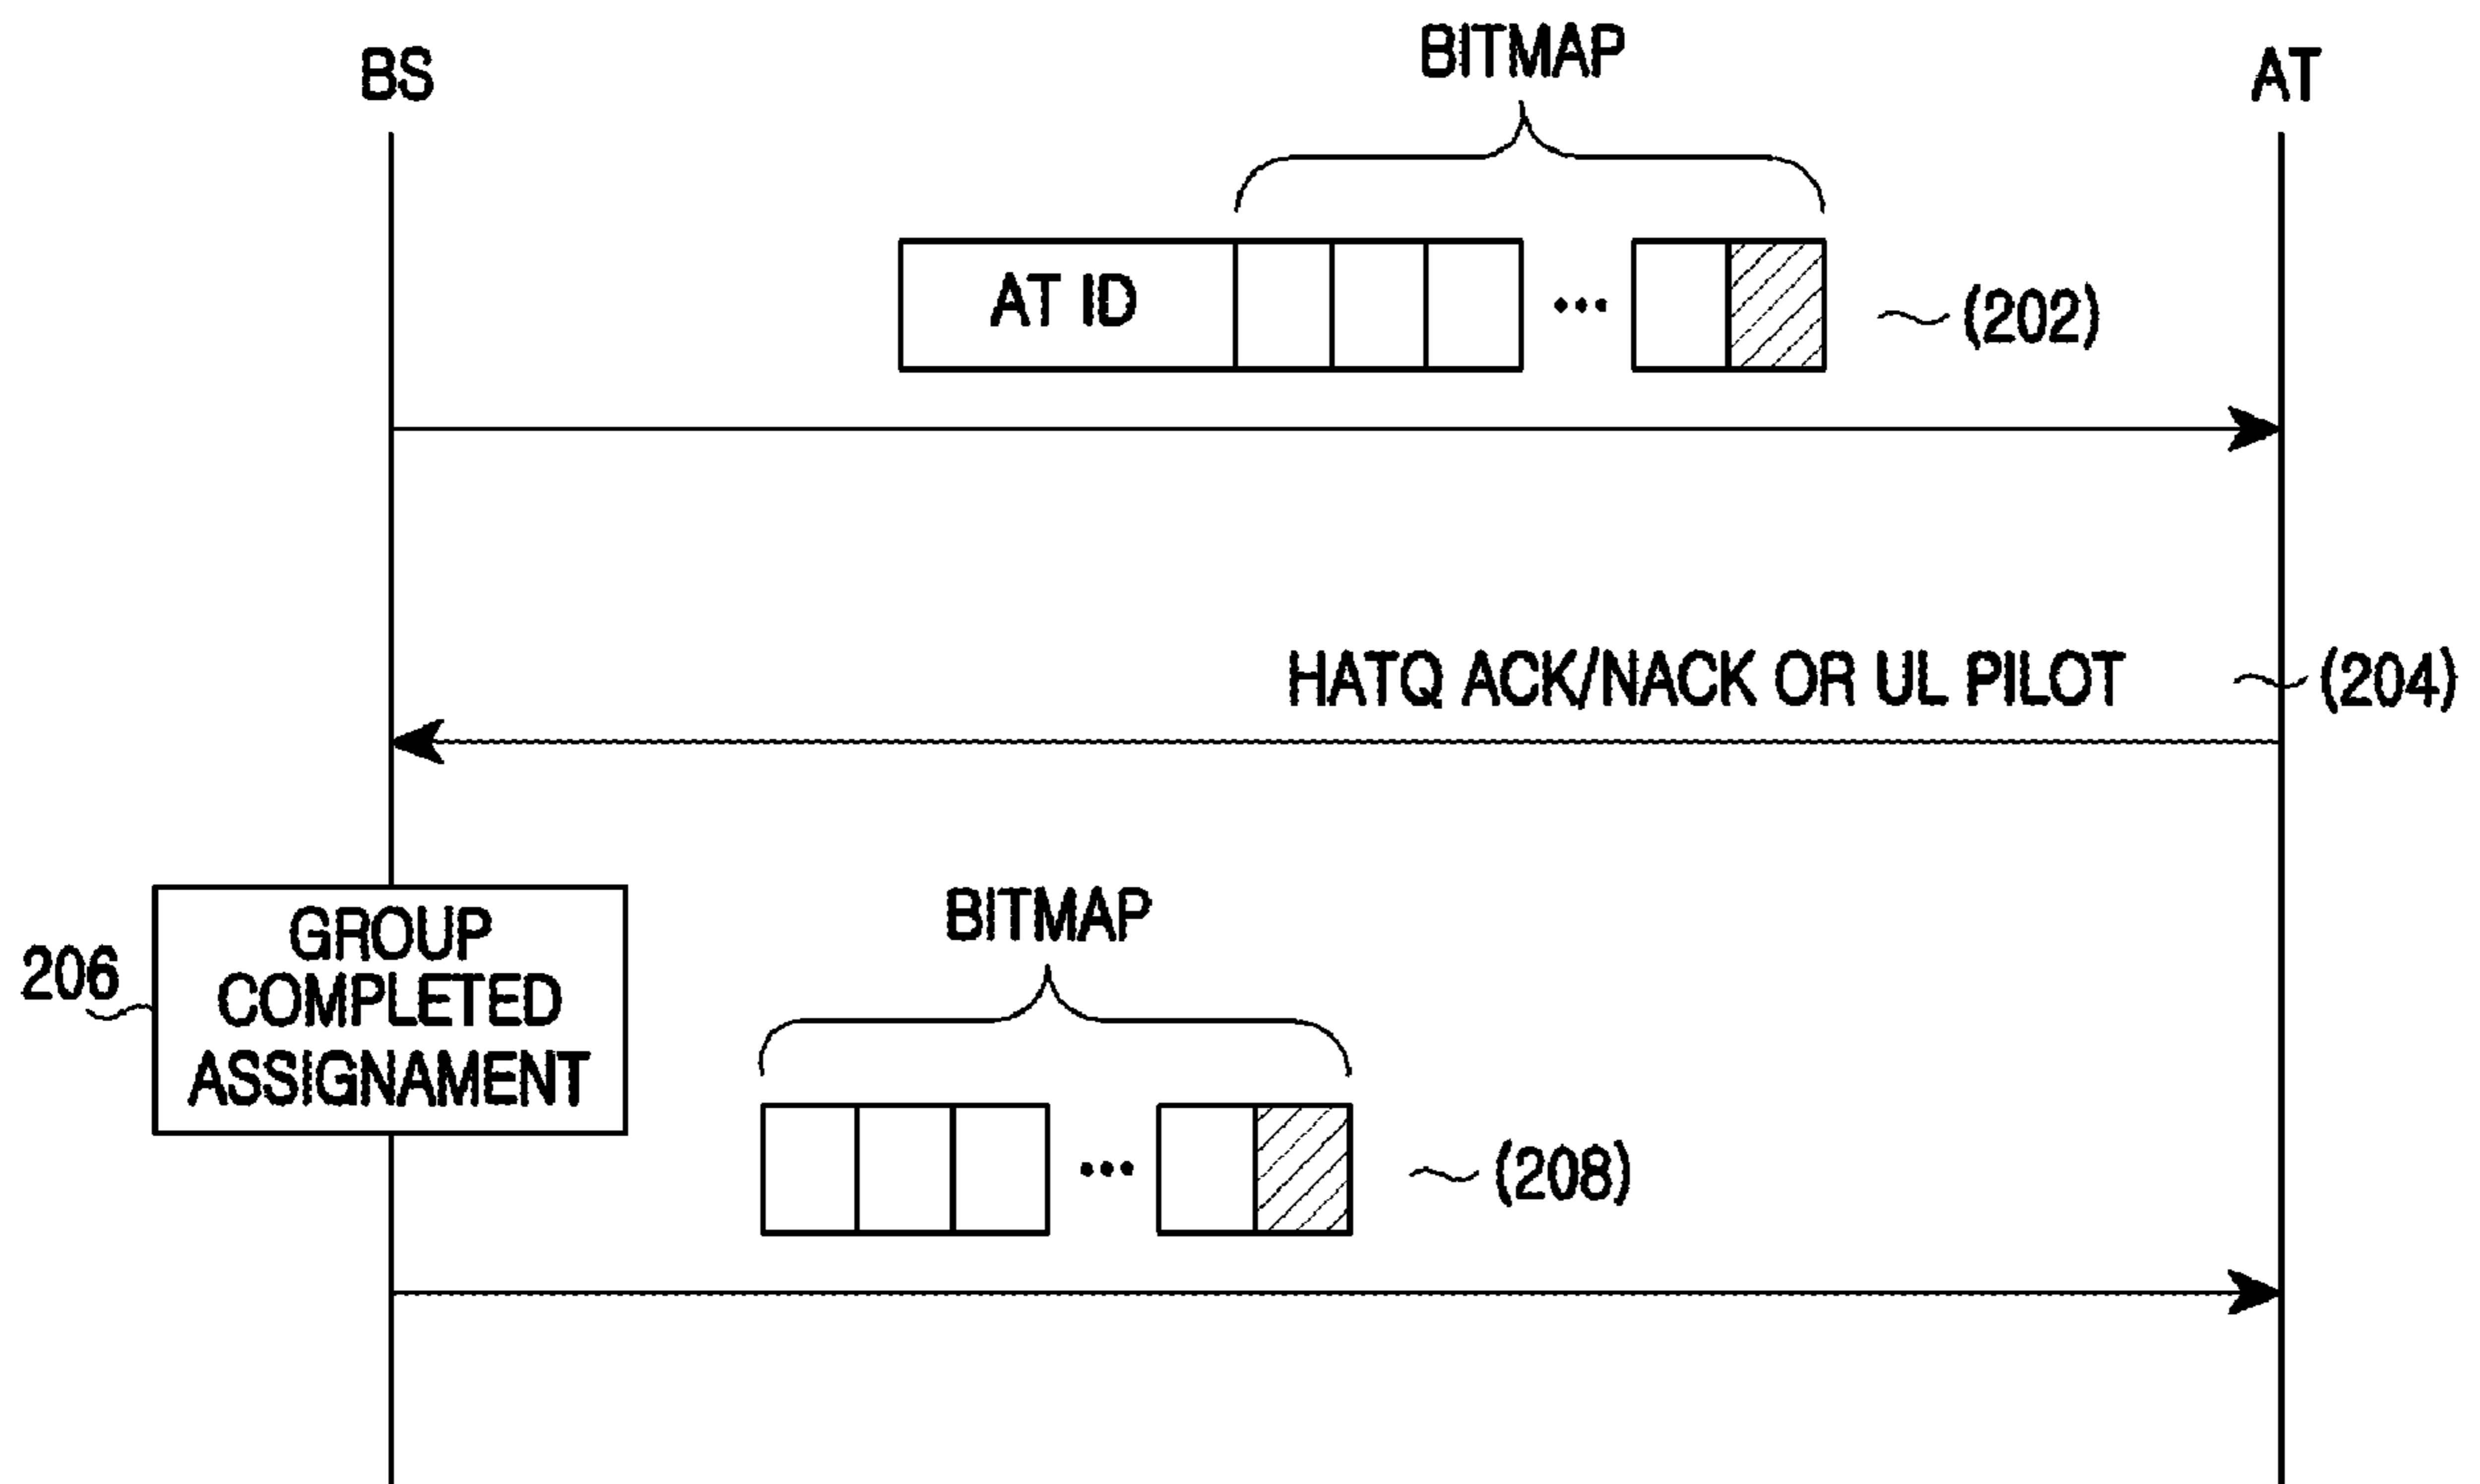 BS
BITMAP
AT
AT ID
...
(202)
HATQ ACK/NACK OR UL PILOT
(204)
206
GROUP
COMPLETED
ASSIGNAMENT
BITMAP
...
(208)